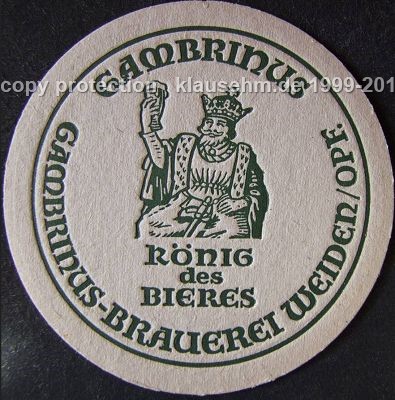 GAMBRINUS
copy protection klausehm.de 1999-201
KÖNIG
des
BIERES
GAMBRINUS-BRAUEREI WEIDEN/OPF.